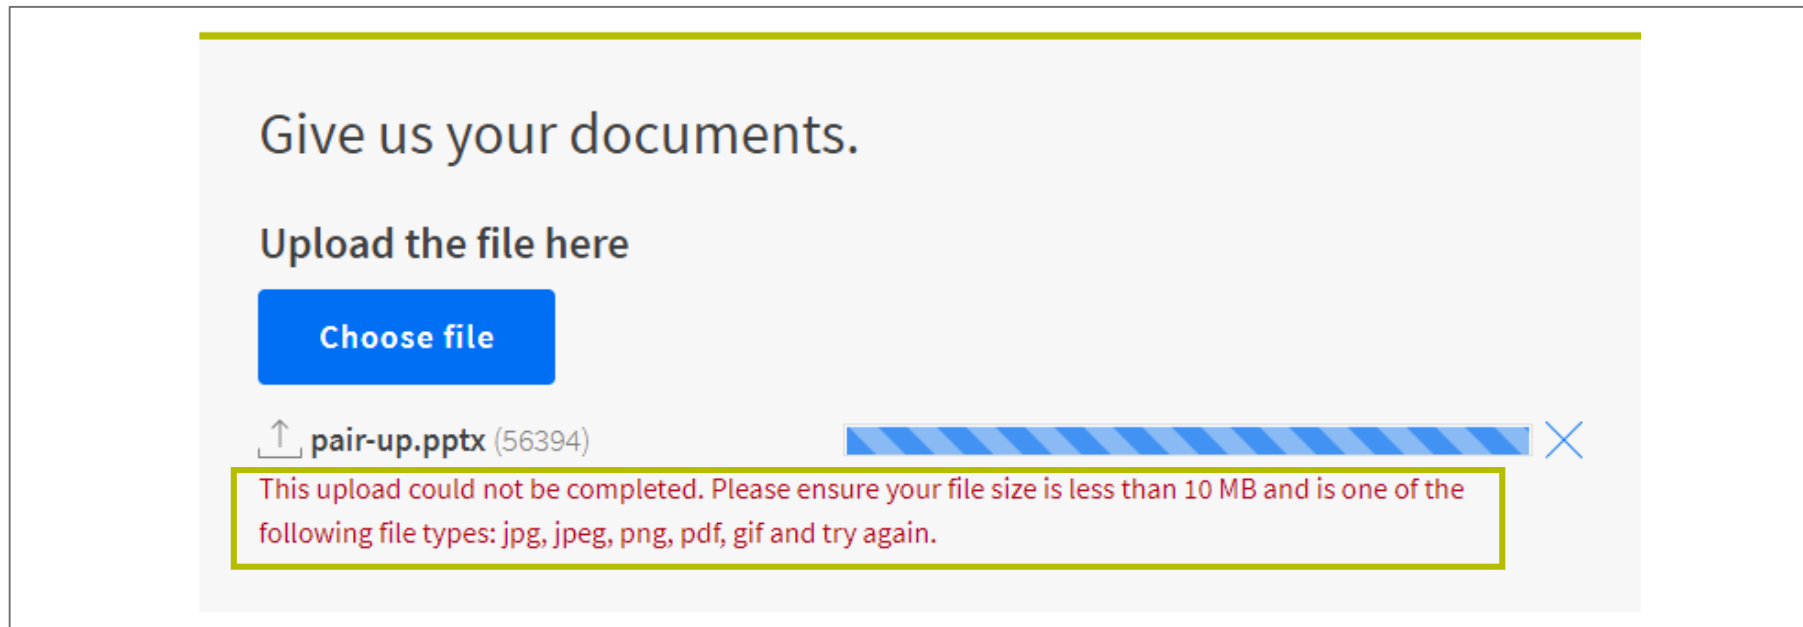 Give us your documents.
Upload the file here
Choose file
pair-up.pptx (56394)
This upload could not be completed. Please ensure your file size is less than 10 MB and is one of the
following file types: jpg, jpeg, png, pdf, gif and try again.